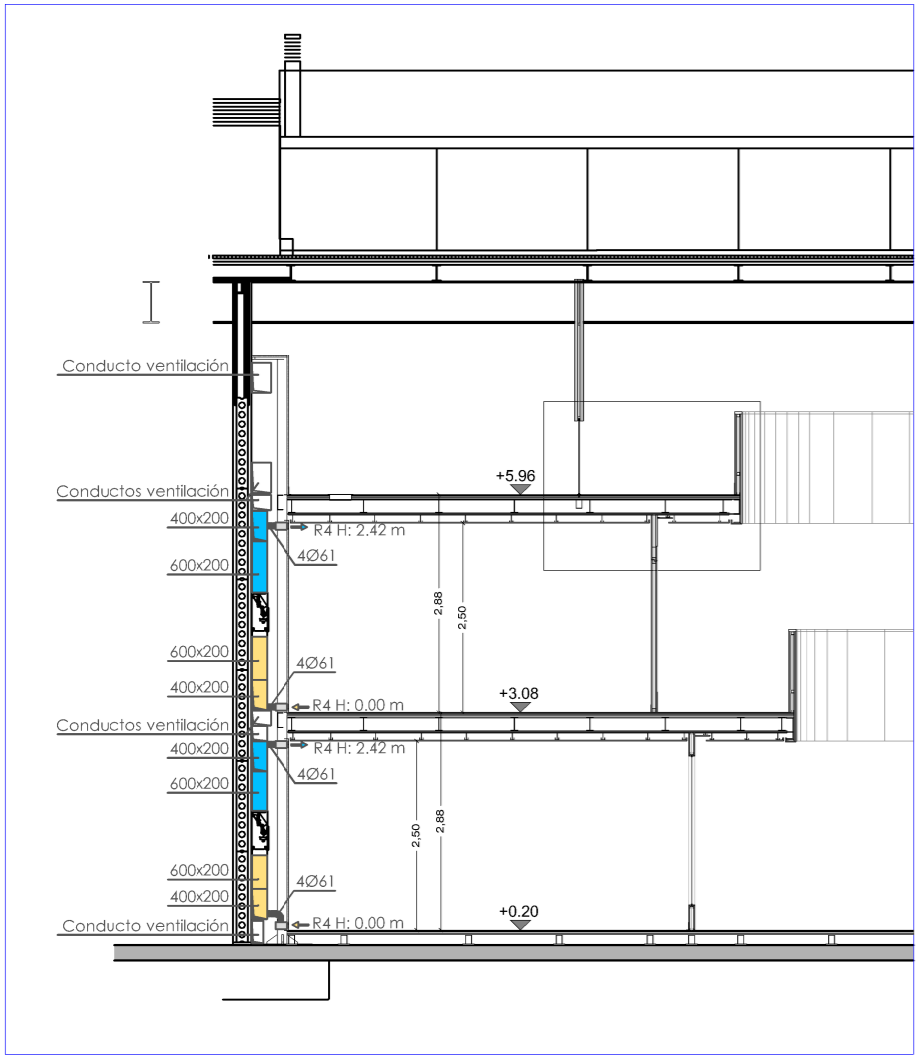 Conducto ventilación
+5.96
Conductos ventilación
400x200
R4 H: 2.42 m
4Ø61
600x200
2,88
2,50
600x200
4Ø61
400x200
+3.08
R4 H: 0.00 m
Conductos ventilación
400x200
R4 H: 2.42 m
4Ø61
600x200
2,50
2,88
600x200
4Ø61
400x200
+0.20
R4 H: 0.00 m
Conducto ventilación